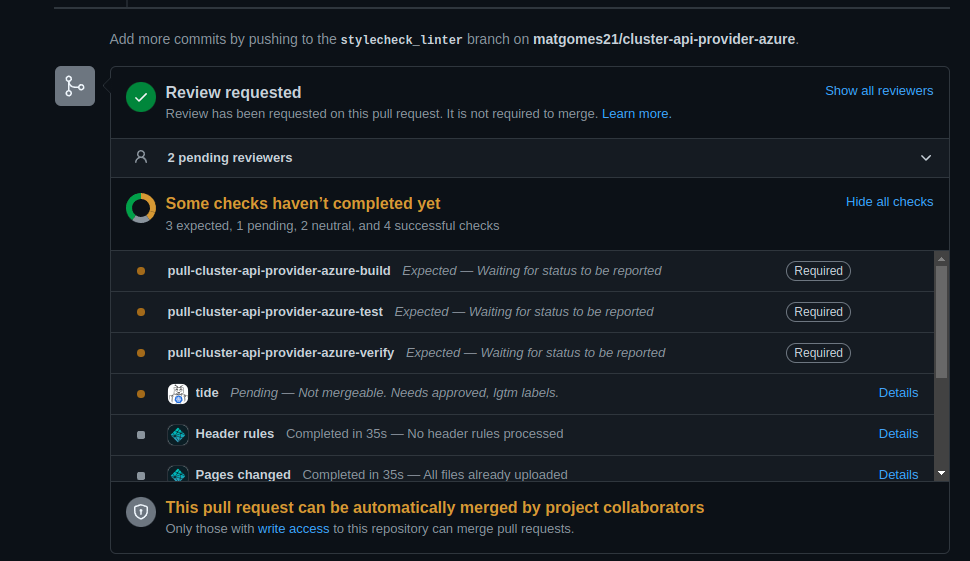 Add more commits by pushing to the stylecheck_linter branch on matgomes21/cluster-api-provider-azure.
Review requested
Show all reviewers
Review has been requested on this pull request. It is not required to merge. Learn more.
2 pending reviewers
Some checks haven’t completed yet
Hide all checks
3 expected, 1 pending, 2 neutral, and 4 successful checks
pull-cluster-api-provider-azure-build Expected — Waiting for status to be reported Required
pull-cluster-api-provider-azure-test Expected — Waiting for status to be reported Required
pull-cluster-api-provider-azure-verify Expected — Waiting for status to be reported Required
tide Pending — Not mergeable. Needs approved, lgtm labels. Details
Header rules Completed in 35s — No header rules processed Details
Pages changed Completed in 35s — All files already uploaded Details
This pull request can be automatically merged by project collaborators
Only those with write access to this repository can merge pull requests.